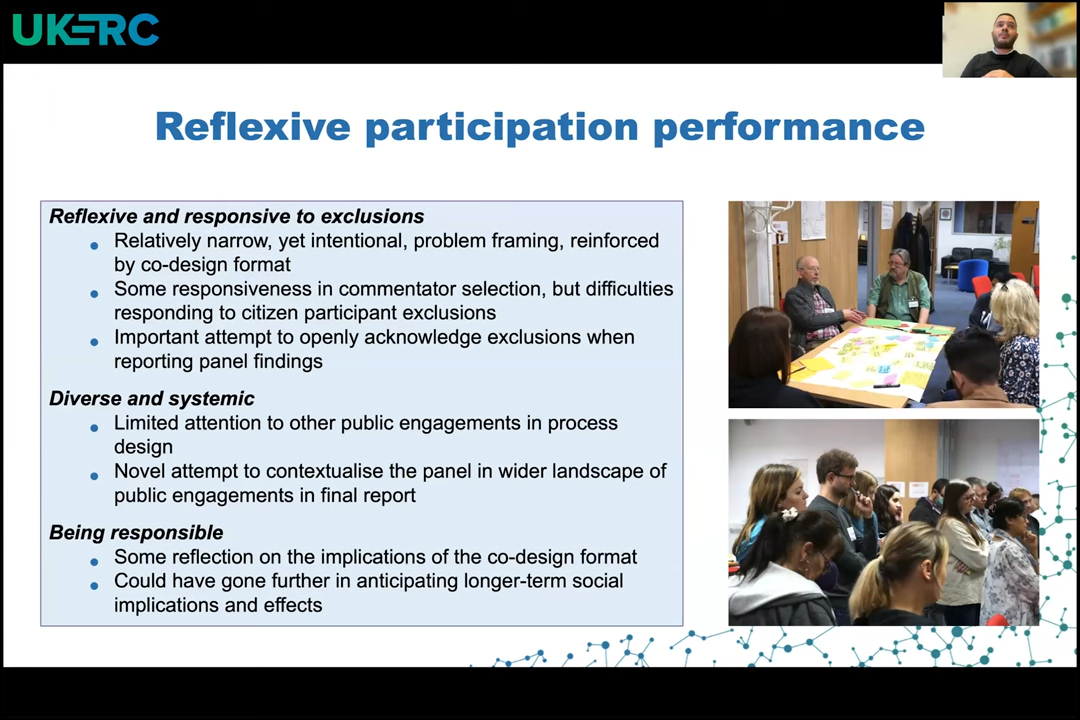 UKERC
Reflexive participation performance
Reflexive and responsive to exclusions
• Relatively narrow, yet intentional, problem framing, reinforced
by co-design format
• Some responsiveness in commentator selection, but difficulties
responding to citizen participant exclusions
• Important attempt to openly acknowledge exclusions when
reporting panel findings
Diverse and systemic
• Limited attention to other public engagements in process
design
• Novel attempt to contextualise the panel in wider landscape of
public engagements in final report
Being responsible
• Some reflection on the implications of the co-design format
• Could have gone further in anticipating longer-term social
implications and effects